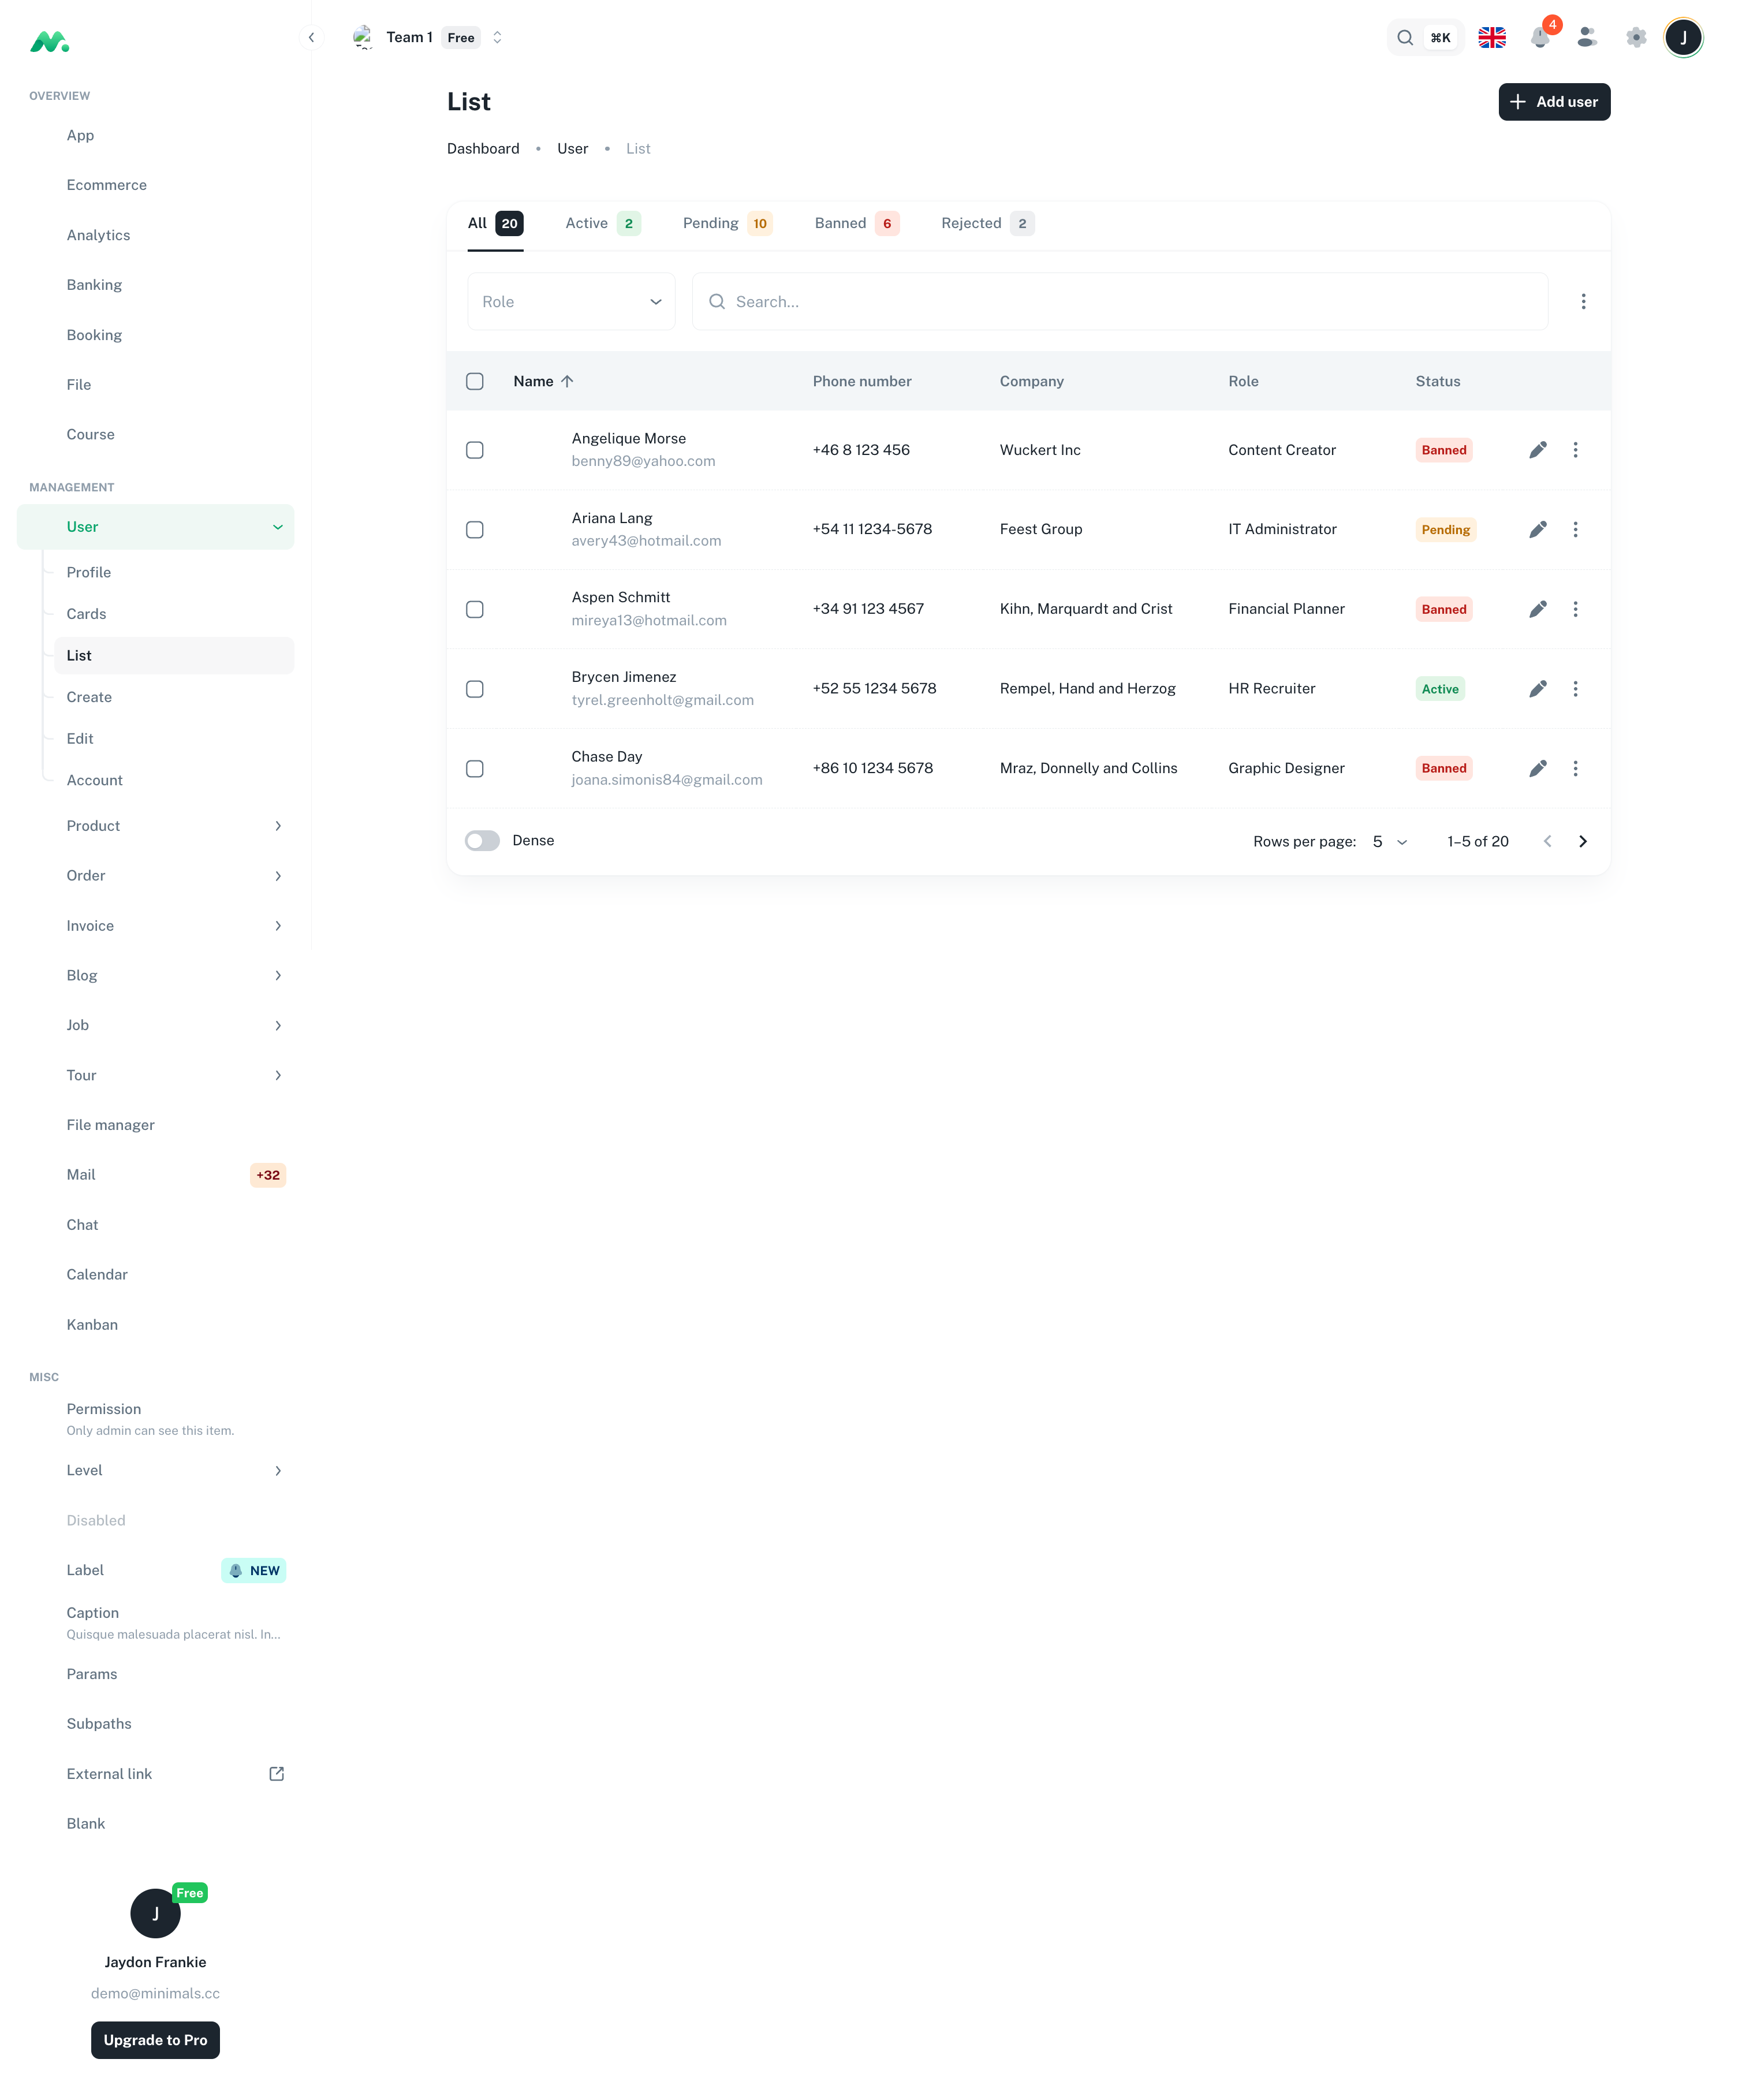 Team 1 Free
⌘K
4
J
OVERVIEW
App
Ecommerce
Analytics
Banking
Booking
File
Course
MANAGEMENT
User
Profile
Cards
List
Create
Edit
Account
Product
Order
Invoice
Blog
Job
Tour
File manager
Mail +32
Chat
Calendar
Kanban
MISC
Permission
Only admin can see this item.
Level
Disabled
Label NEW
Caption
Quisque malesuada placerat nisl. In...
Params
Subpaths
External link
Blank
Free
J
Jaydon Frankie
demo@minimals.cc
Upgrade to Pro
List
Add user
Dashboard • User • List
All 20 Active 2 Pending 10 Banned 6 Rejected 2
Role Search...
Name Phone number Company Role Status
Angelique Morse
benny89@yahoo.com
+46 8 123 456 Wuckert Inc Content Creator Banned
Ariana Lang
avery43@hotmail.com
+54 11 1234-5678 Feest Group IT Administrator Pending
Aspen Schmitt
mireya13@hotmail.com
+34 91 123 4567 Kihn, Marquardt and Crist Financial Planner Banned
Brycen Jimenez
tyrel.greenholt@gmail.com
+52 55 1234 5678 Rempel, Hand and Herzog HR Recruiter Active
Chase Day
joana.simonis84@gmail.com
+86 10 1234 5678 Mraz, Donnelly and Collins Graphic Designer Banned
Dense Rows per page: 5 1–5 of 20